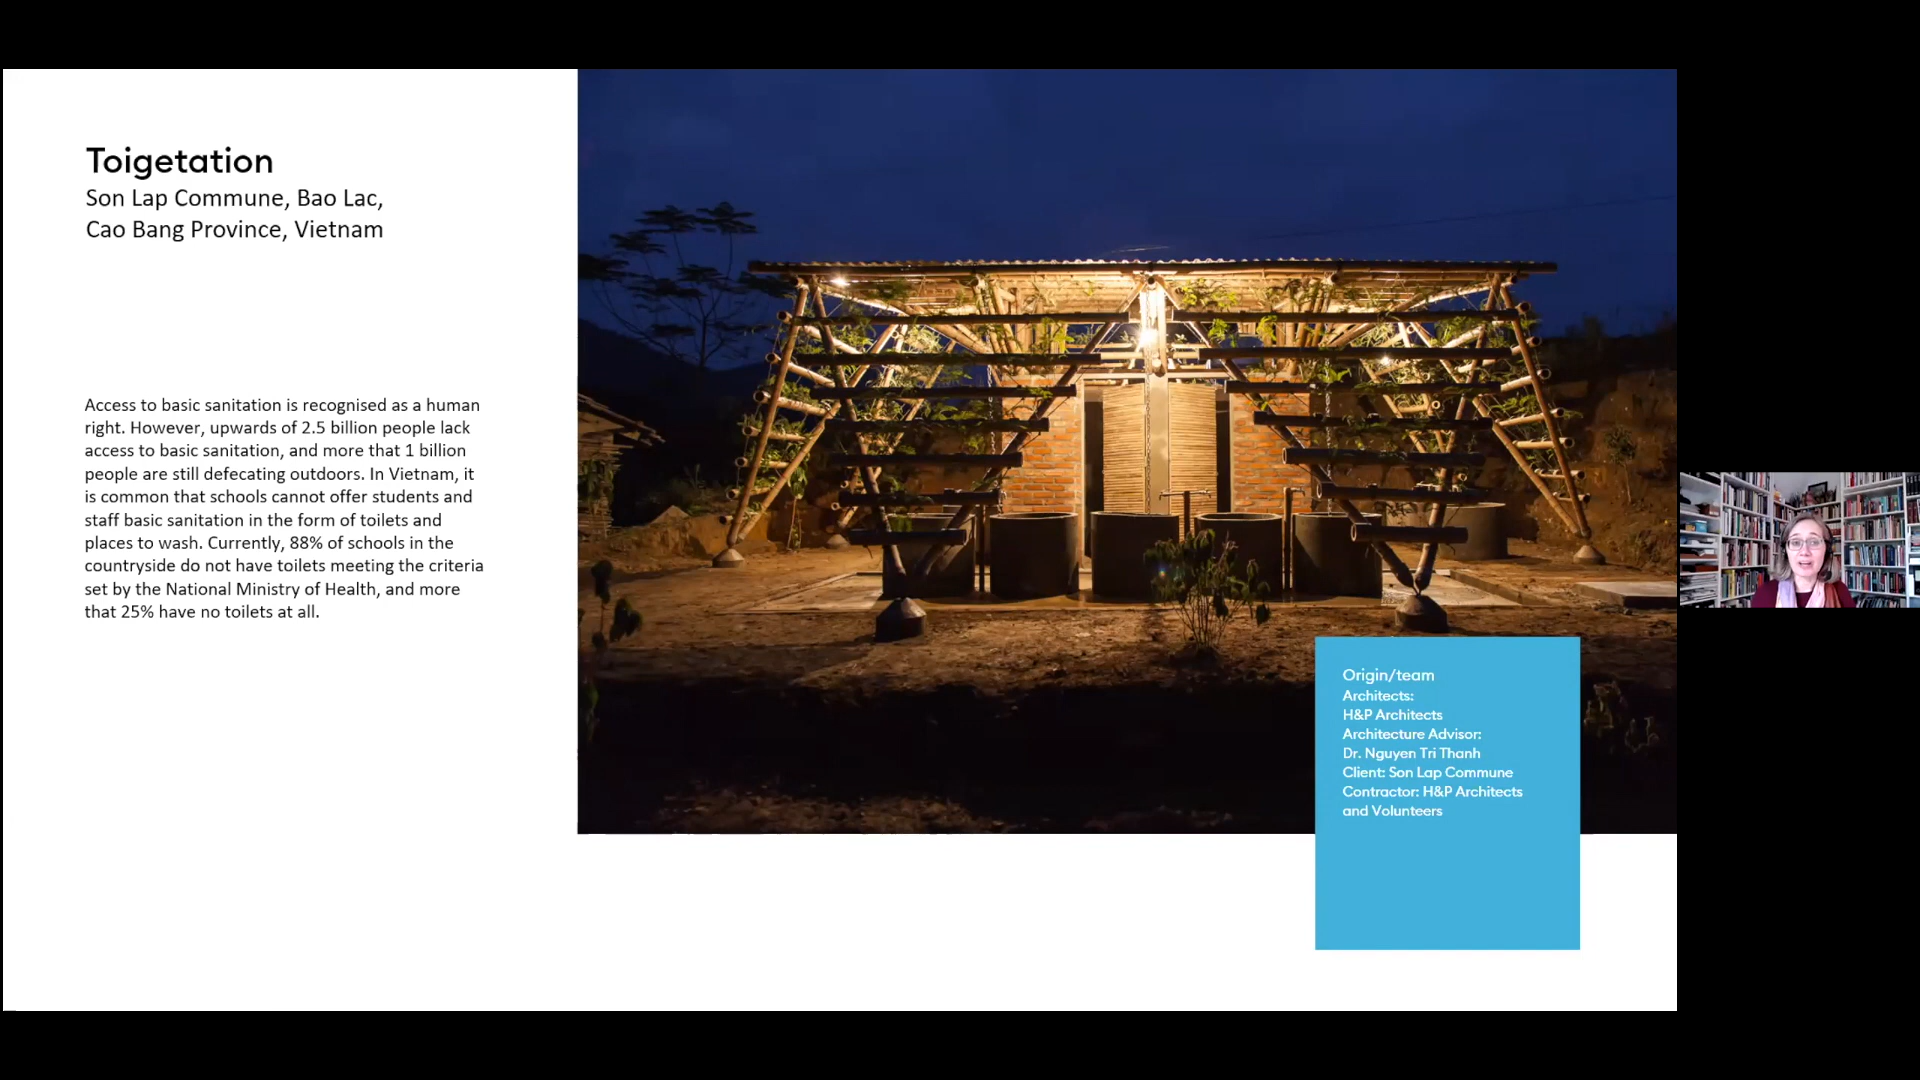 Toigetation
Son Lap Commune, Bao Lac,
Cao Bang Province, Vietnam
Access to basic sanitation is recognised as a human
right. However, upwards of 2.5 billion people lack
access to basic sanitation, and more that 1 billion
people are still defecating outdoors. In Vietnam, it
is common that schools cannot offer students and
staff basic sanitation in the form of toilets and
places to wash. Currently, 88% of schools in the
countryside do not have toilets meeting the criteria
set by the National Ministry of Health, and more
that 25% have no toilets at all.
Origin/team
Architects:
H&P Architects
Architecture Advisor:
Dr. Nguyen Tri Thanh
Client: Son Lap Commune
Contractor: H&P Architects
and Volunteers